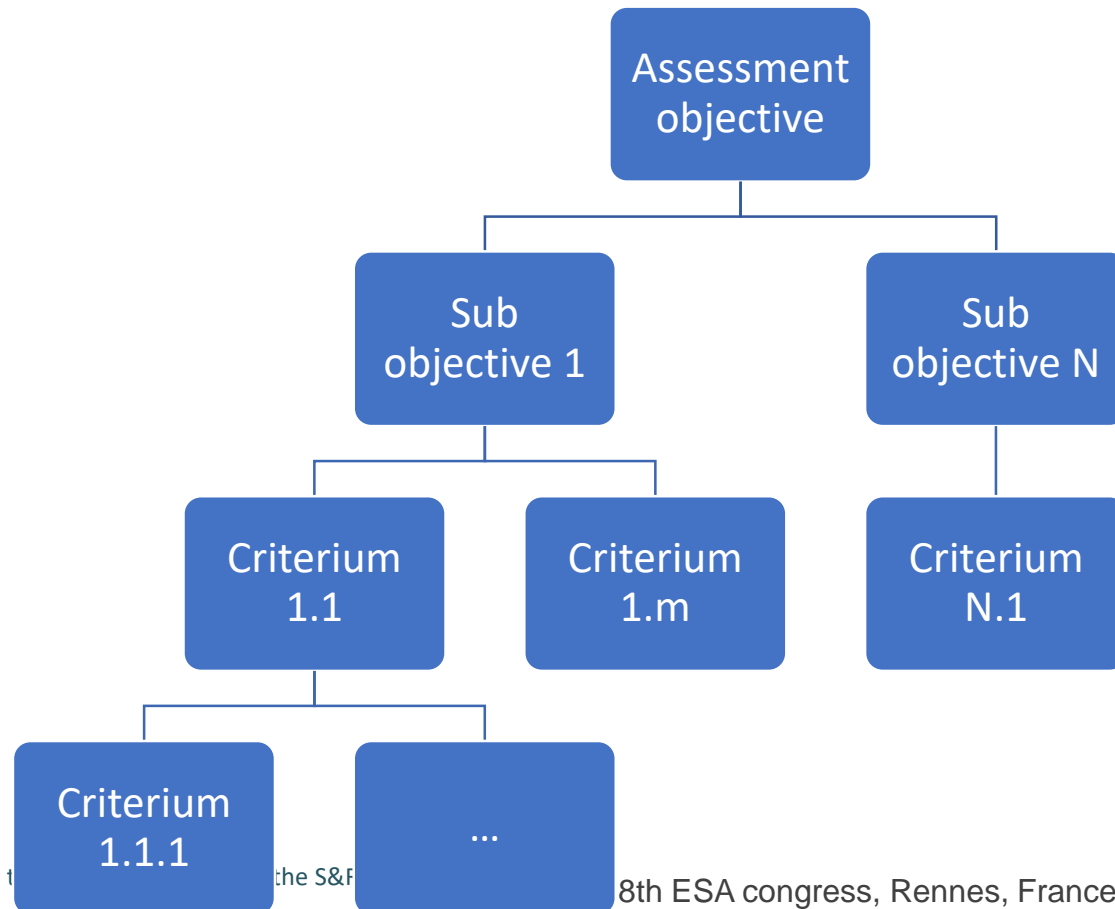 Assessment
objective
Sub
objective 1
Sub
objective N
Criterium
1.1
Criterium
1.m
Criterium
N.1
Criterium
1.1.1
...
the
8th ESA congress, Rennes, France